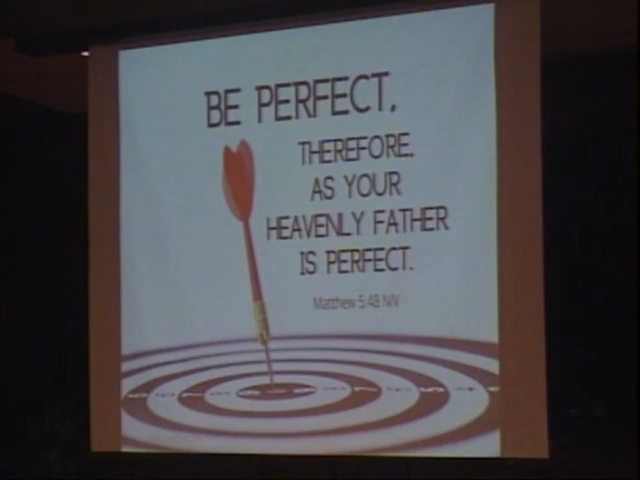 BE PERFECT,
THEREFORE,
AS YOUR
HEAVENLY FATHER
IS PERFECT.
Matthew 5:48 NIV